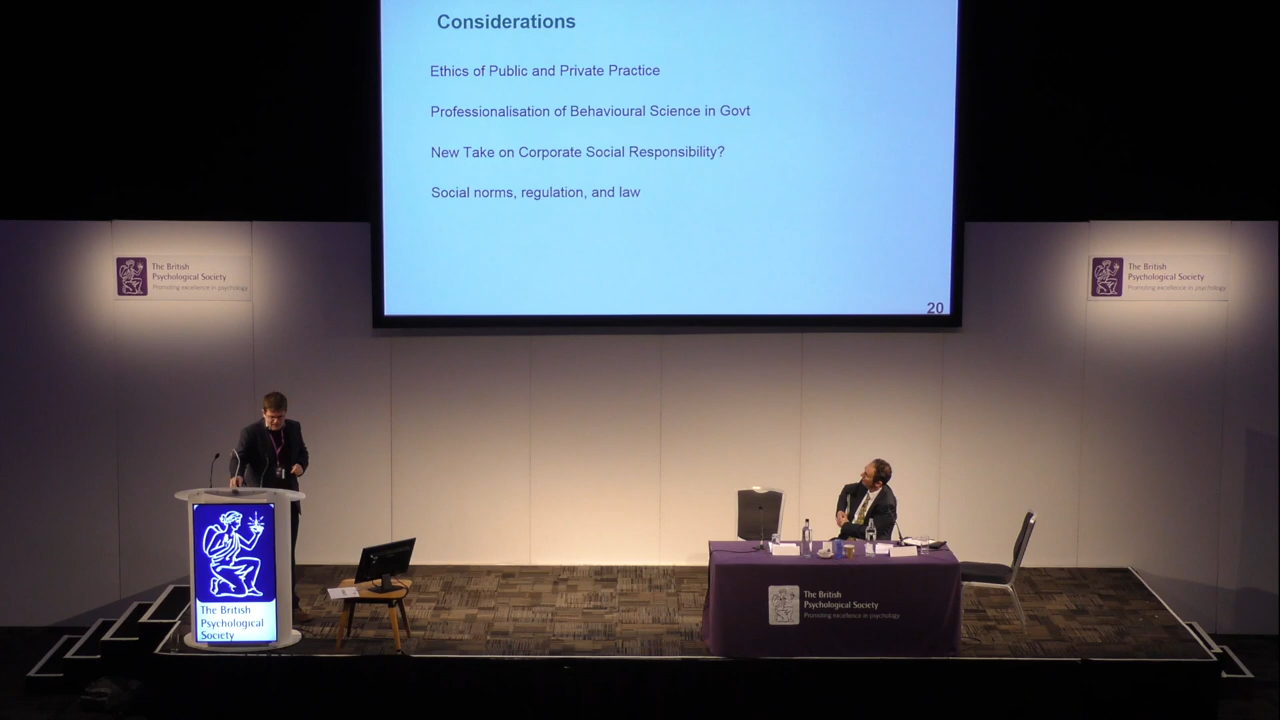 Considerations
Ethics of Public and Private Practice
Professionalisation of Behavioural Science in Govt
New Take on Corporate Social Responsibility?
Social norms, regulation, and law
20
The British
Psychological Society
Promoting excellence in psychology
The British
Psychological Society
Promoting excellence in psychology
The British
Psychological
Society
The British
Psychological Society
Promoting excellence in psychology